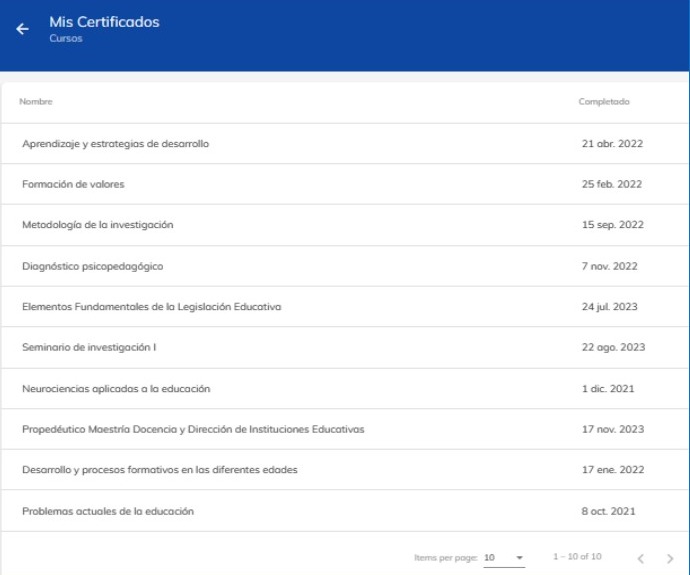 Mis Certificados
Cursos
Nombre Completado
Aprendizaje y estrategias de desarrollo 21 abr. 2022
Formación de valores 25 feb. 2022
Metodología de la investigación 15 sep. 2022
Diagnóstico psicopedagógico 7 nov. 2022
Elementos Fundamentales de la Legislación Educativa 24 jul. 2023
Seminario de investigación I 22 ago. 2023
Neurociencias aplicadas a la educación 1 dic. 2021
Propedéutico Maestría Docencia y Dirección de Instituciones Educativas 17 nov. 2023
Desarrollo y procesos formativos en las diferentes edades 17 ene. 2022
Problemas actuales de la educación 8 oct. 2021
Items per page: 10 1 – 10 of 10